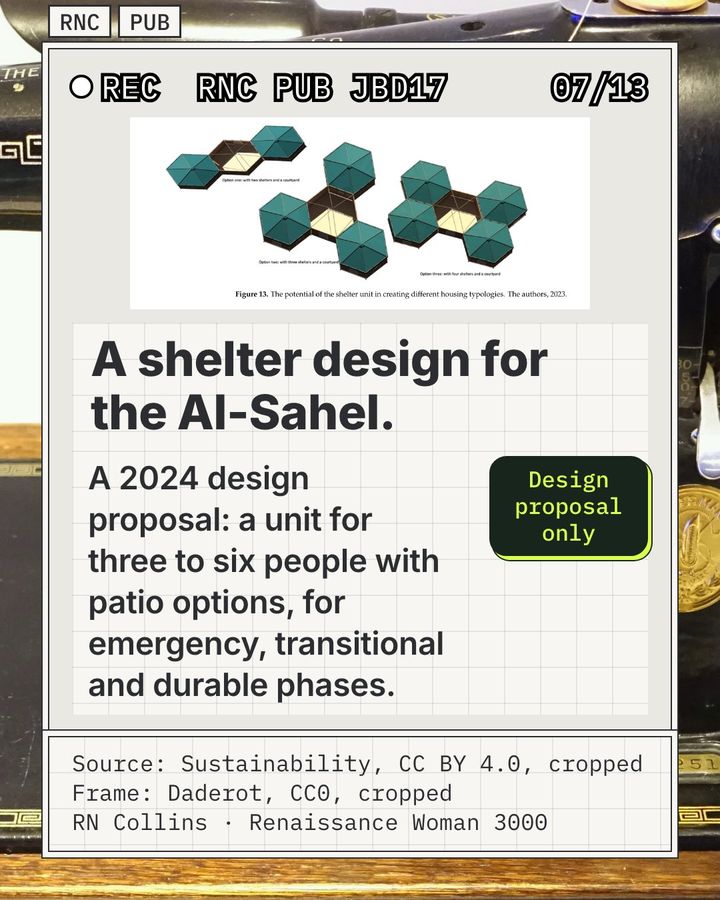 RNC PUB
THE
REC RNC PUB JBD17 07/13
Option one: with two shelters and a courtyard
Option two: with three shelters and a courtyard
Option three: with four shelters and a courtyard
Figure 13. The potential of the shelter unit in creating different housing typologies. The authors, 2023.
A shelter design for
the Al-Sahel.
A 2024 design
proposal: a unit for
three to six people with
patio options, for
emergency, transitional
and durable phases.
Design
proposal
only
Source: Sustainability, CC BY 4.0, cropped
Frame: Daderot, CC0, cropped
RN Collins · Renaissance Woman 3000